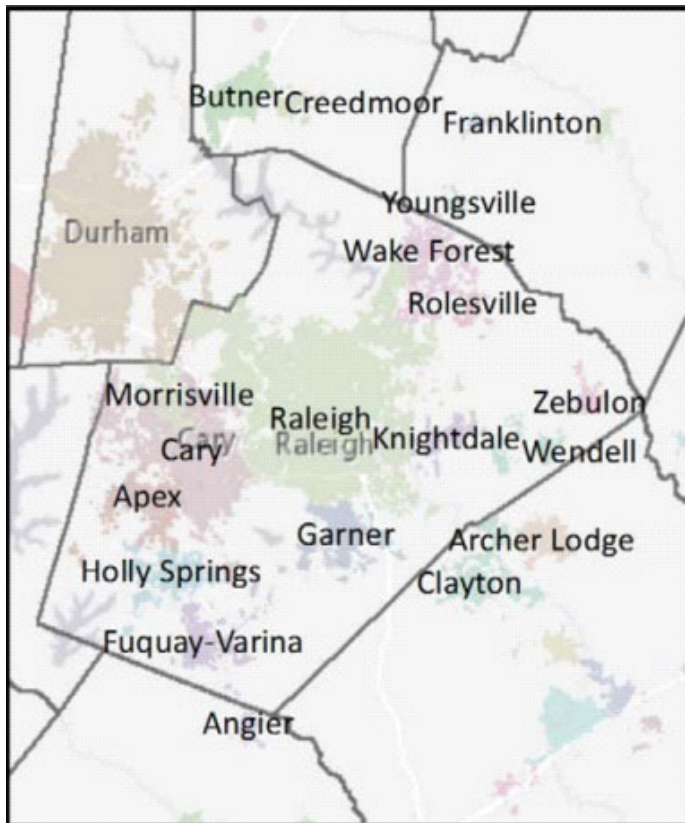 Butner
Creedmoor
Franklinton
Youngsville
Durham
Wake Forest
Rolesville
Morrisville
Zebulon
Raleigh
Raleigh
Knightdale
Cary
Cary
Wendell
Apex
Garner
Archer Lodge
Holly Springs
Clayton
Fuquay-Varina
Angier